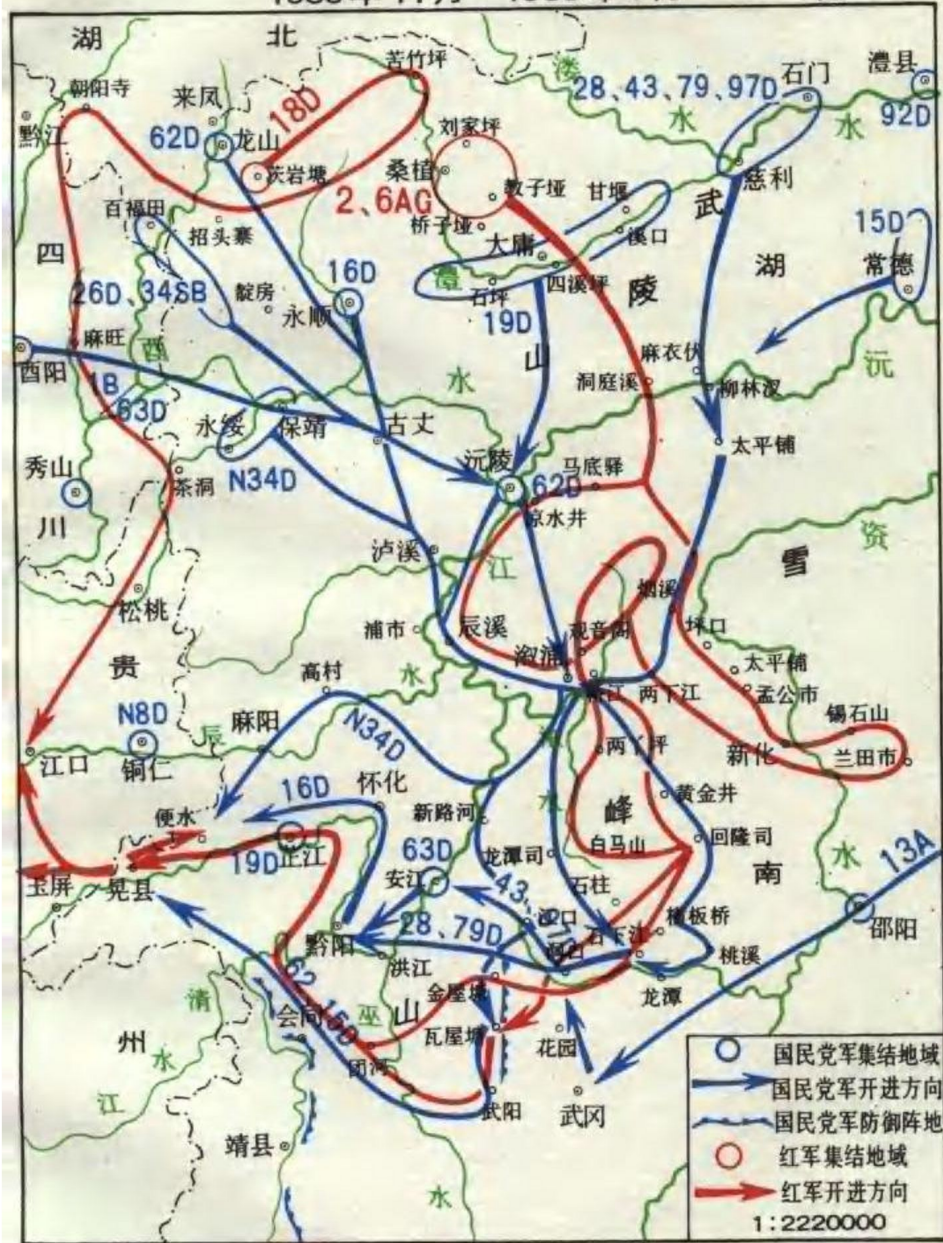 湖 北
苦竹坪
溇
石门
澧县
朝阳寺
来凤
28、43、79、97D
18D
刘家坪
水
水
92D
黔江
62D
龙山
茨岩塘
桑植
教子垭
甘堰
慈利
2、6AG
武
百福田
桥子垭
溪口
15D
四
招头寨
大庸
湖
常德
16D
澧
四溪坪
26D、34SB
靛房
石坪
陵
永顺
19D
麻旺
酉
山
麻衣伏
沅
酉阳
水
洞庭溪
柳林汊
1B
63D
永绥
保靖
古丈
太平铺
秀山
沅陵
马底驿
茶洞
N34D
62D
凉水井
川
泸溪
雪
资
江
烟溪
松桃
坪口
浦市
辰溪
观音阁
溆浦
太平铺
贵
高村
水
两下江
孟公市
N8D
麻阳
N34D
锡石山
辰
两丫坪
新化
兰田市
江口
铜仁
怀化
水
16D
黄金井
便水
新路河
峰
回隆司
19D
芷江
63D
龙潭司
白马山
水
13A
玉屏
晃县
安江
石柱
南
43、
洞口
石下江
邵阳
28、79D
黔阳
桃溪
洪江
62
金屋塘
龙潭
清
会同
15D
巫
山
州
瓦屋塘
花园
水
团河
江
武阳
武冈
靖县
水
国民党军集结地域
国民党军开进方向
国民党军防御阵地
红军集结地域
红军开进方向
1:2220000